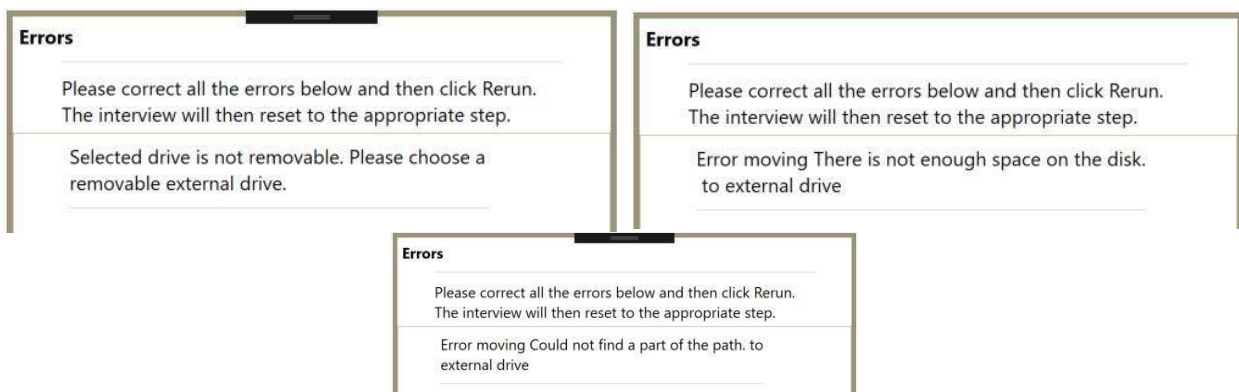 Errors
Please correct all the errors below and then click Rerun.
The interview will then reset to the appropriate step.
Selected drive is not removable. Please choose a
removable external drive.
Errors
Please correct all the errors below and then click Rerun.
The interview will then reset to the appropriate step.
Error moving There is not enough space on the disk.
to external drive
Errors
Please correct all the errors below and then click Rerun.
The interview will then reset to the appropriate step.
Error moving Could not find a part of the path. to
external drive